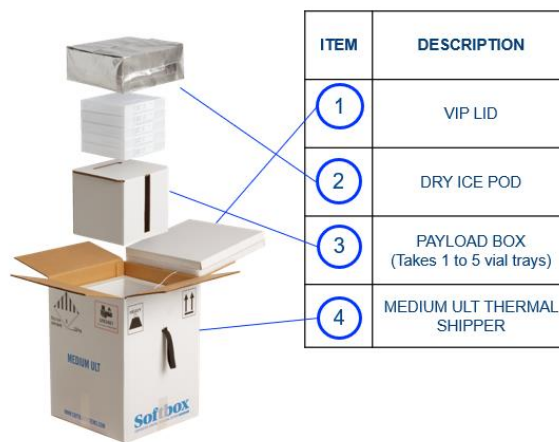 ITEM DESCRIPTION
1 VIP LID
2 DRY ICE POD
3 PAYLOAD BOX
(Takes 1 to 5 vial trays)
4 MEDIUM ULT THERMAL
SHIPPER
MEDIUM ULT
Softbox